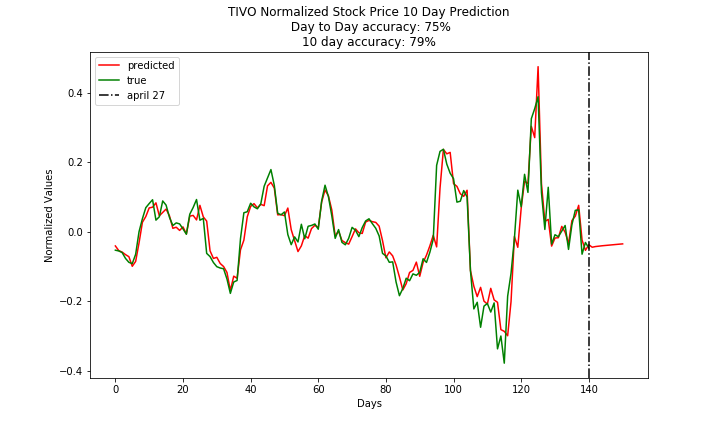 TIVO Normalized Stock Price 10 Day Prediction
Day to Day accuracy: 75%
10 day accuracy: 79%
predicted
true
april 27
Normalized Values
0.4
0.2
0.0
−0.2
−0.4
0 20 40 60 80 100 120 140
Days